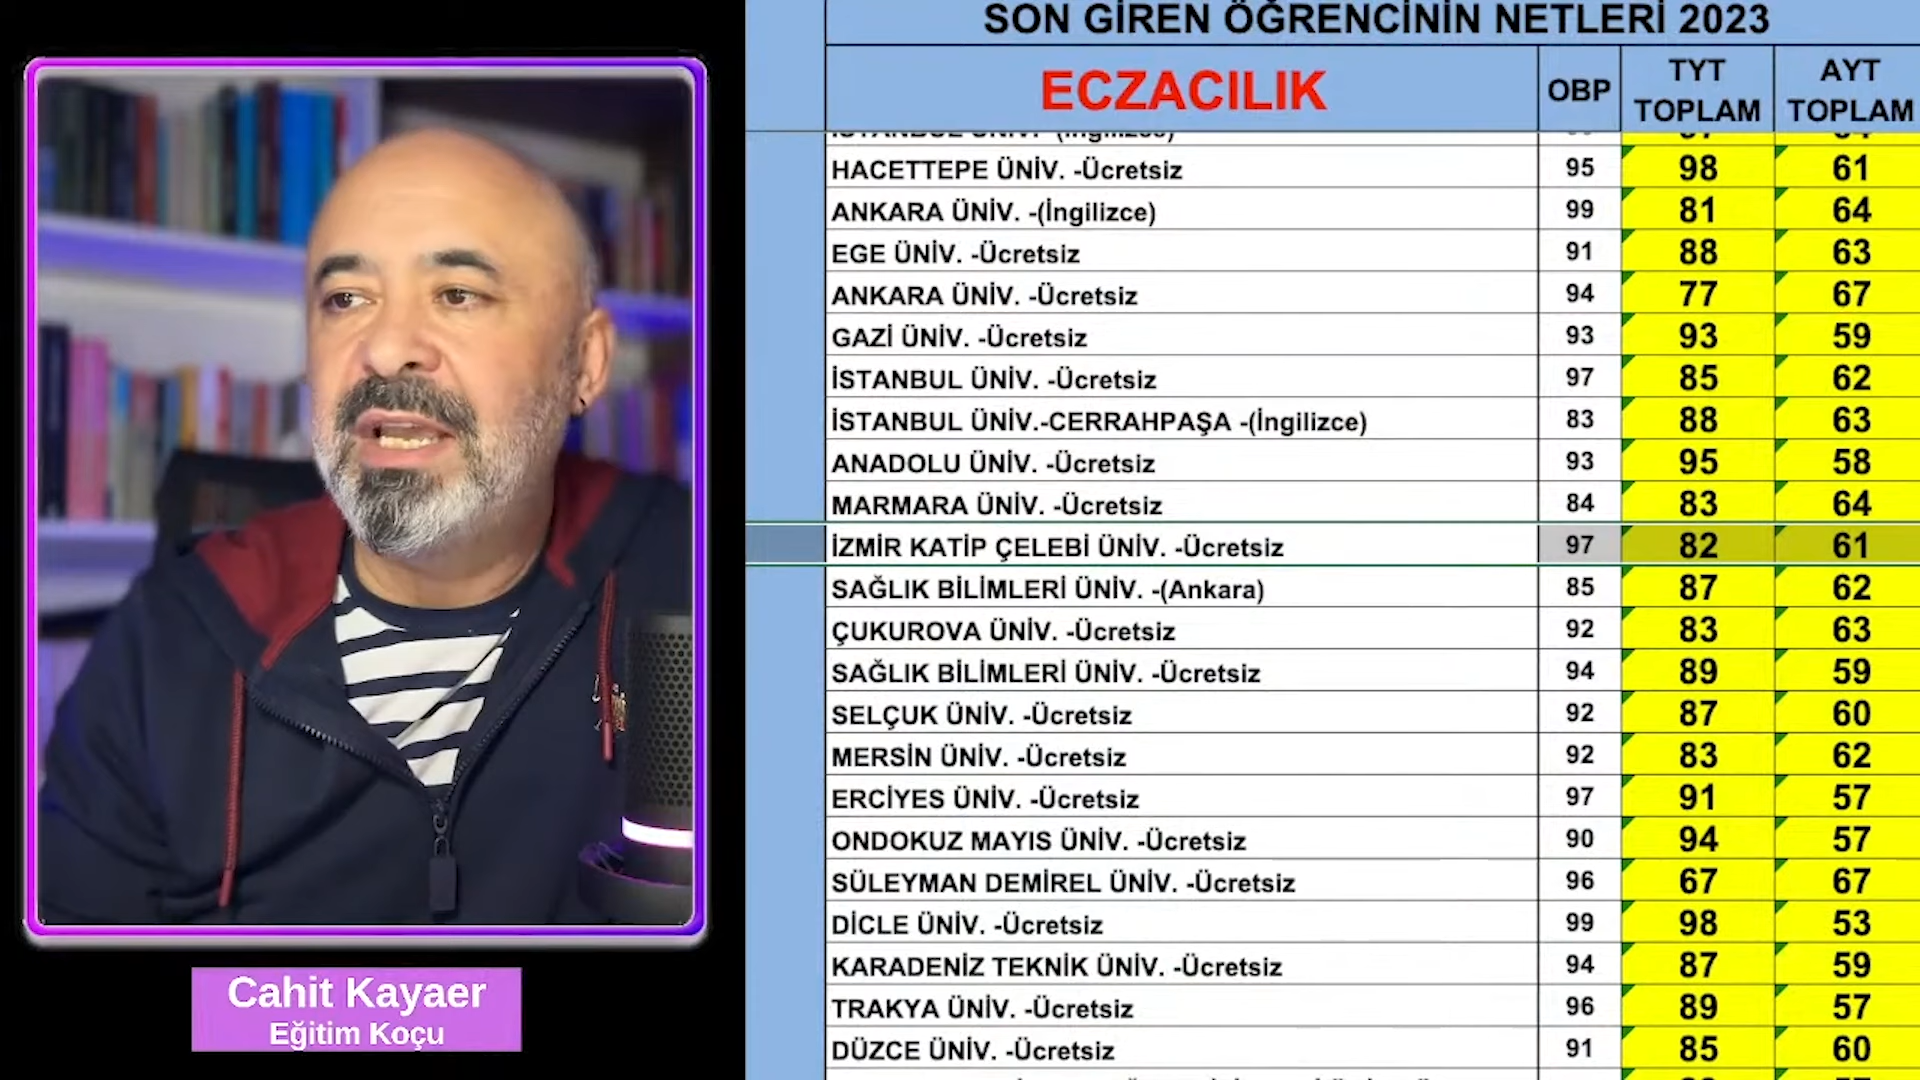 SON GİREN ÖĞRENCİNİN NETLERİ 2023
ECZACILIK OBP TYT TOPLAM AYT TOPLAM
HACETTEPE ÜNİV. -Ücretsiz 95 98 61
ANKARA ÜNİV. -(İngilizce) 99 81 64
EGE ÜNİV. -Ücretsiz 91 88 63
ANKARA ÜNİV. -Ücretsiz 94 77 67
GAZİ ÜNİV. -Ücretsiz 93 93 59
İSTANBUL ÜNİV. -Ücretsiz 97 85 62
İSTANBUL ÜNİV.-CERRAHPAŞA -(İngilizce) 83 88 63
ANADOLU ÜNİV. -Ücretsiz 93 95 58
MARMARA ÜNİV. -Ücretsiz 84 83 64
İZMİR KATİP ÇELEBİ ÜNİV. -Ücretsiz 97 82 61
SAĞLIK BİLİMLERİ ÜNİV. -(Ankara) 85 87 62
ÇUKUROVA ÜNİV. -Ücretsiz 92 83 63
SAĞLIK BİLİMLERİ ÜNİV. -Ücretsiz 94 89 59
SELÇUK ÜNİV. -Ücretsiz 92 87 60
MERSİN ÜNİV. -Ücretsiz 92 83 62
ERCİYES ÜNİV. -Ücretsiz 97 91 57
ONDOKUZ MAYIS ÜNİV. -Ücretsiz 90 94 57
SÜLEYMAN DEMİREL ÜNİV. -Ücretsiz 96 67 67
DİCLE ÜNİV. -Ücretsiz 99 98 53
KARADENİZ TEKNİK ÜNİV. -Ücretsiz 94 87 59
TRAKYA ÜNİV. -Ücretsiz 96 89 57
DÜZCE ÜNİV. -Ücretsiz 91 85 60
Cahit Kayaer
Eğitim Koçu